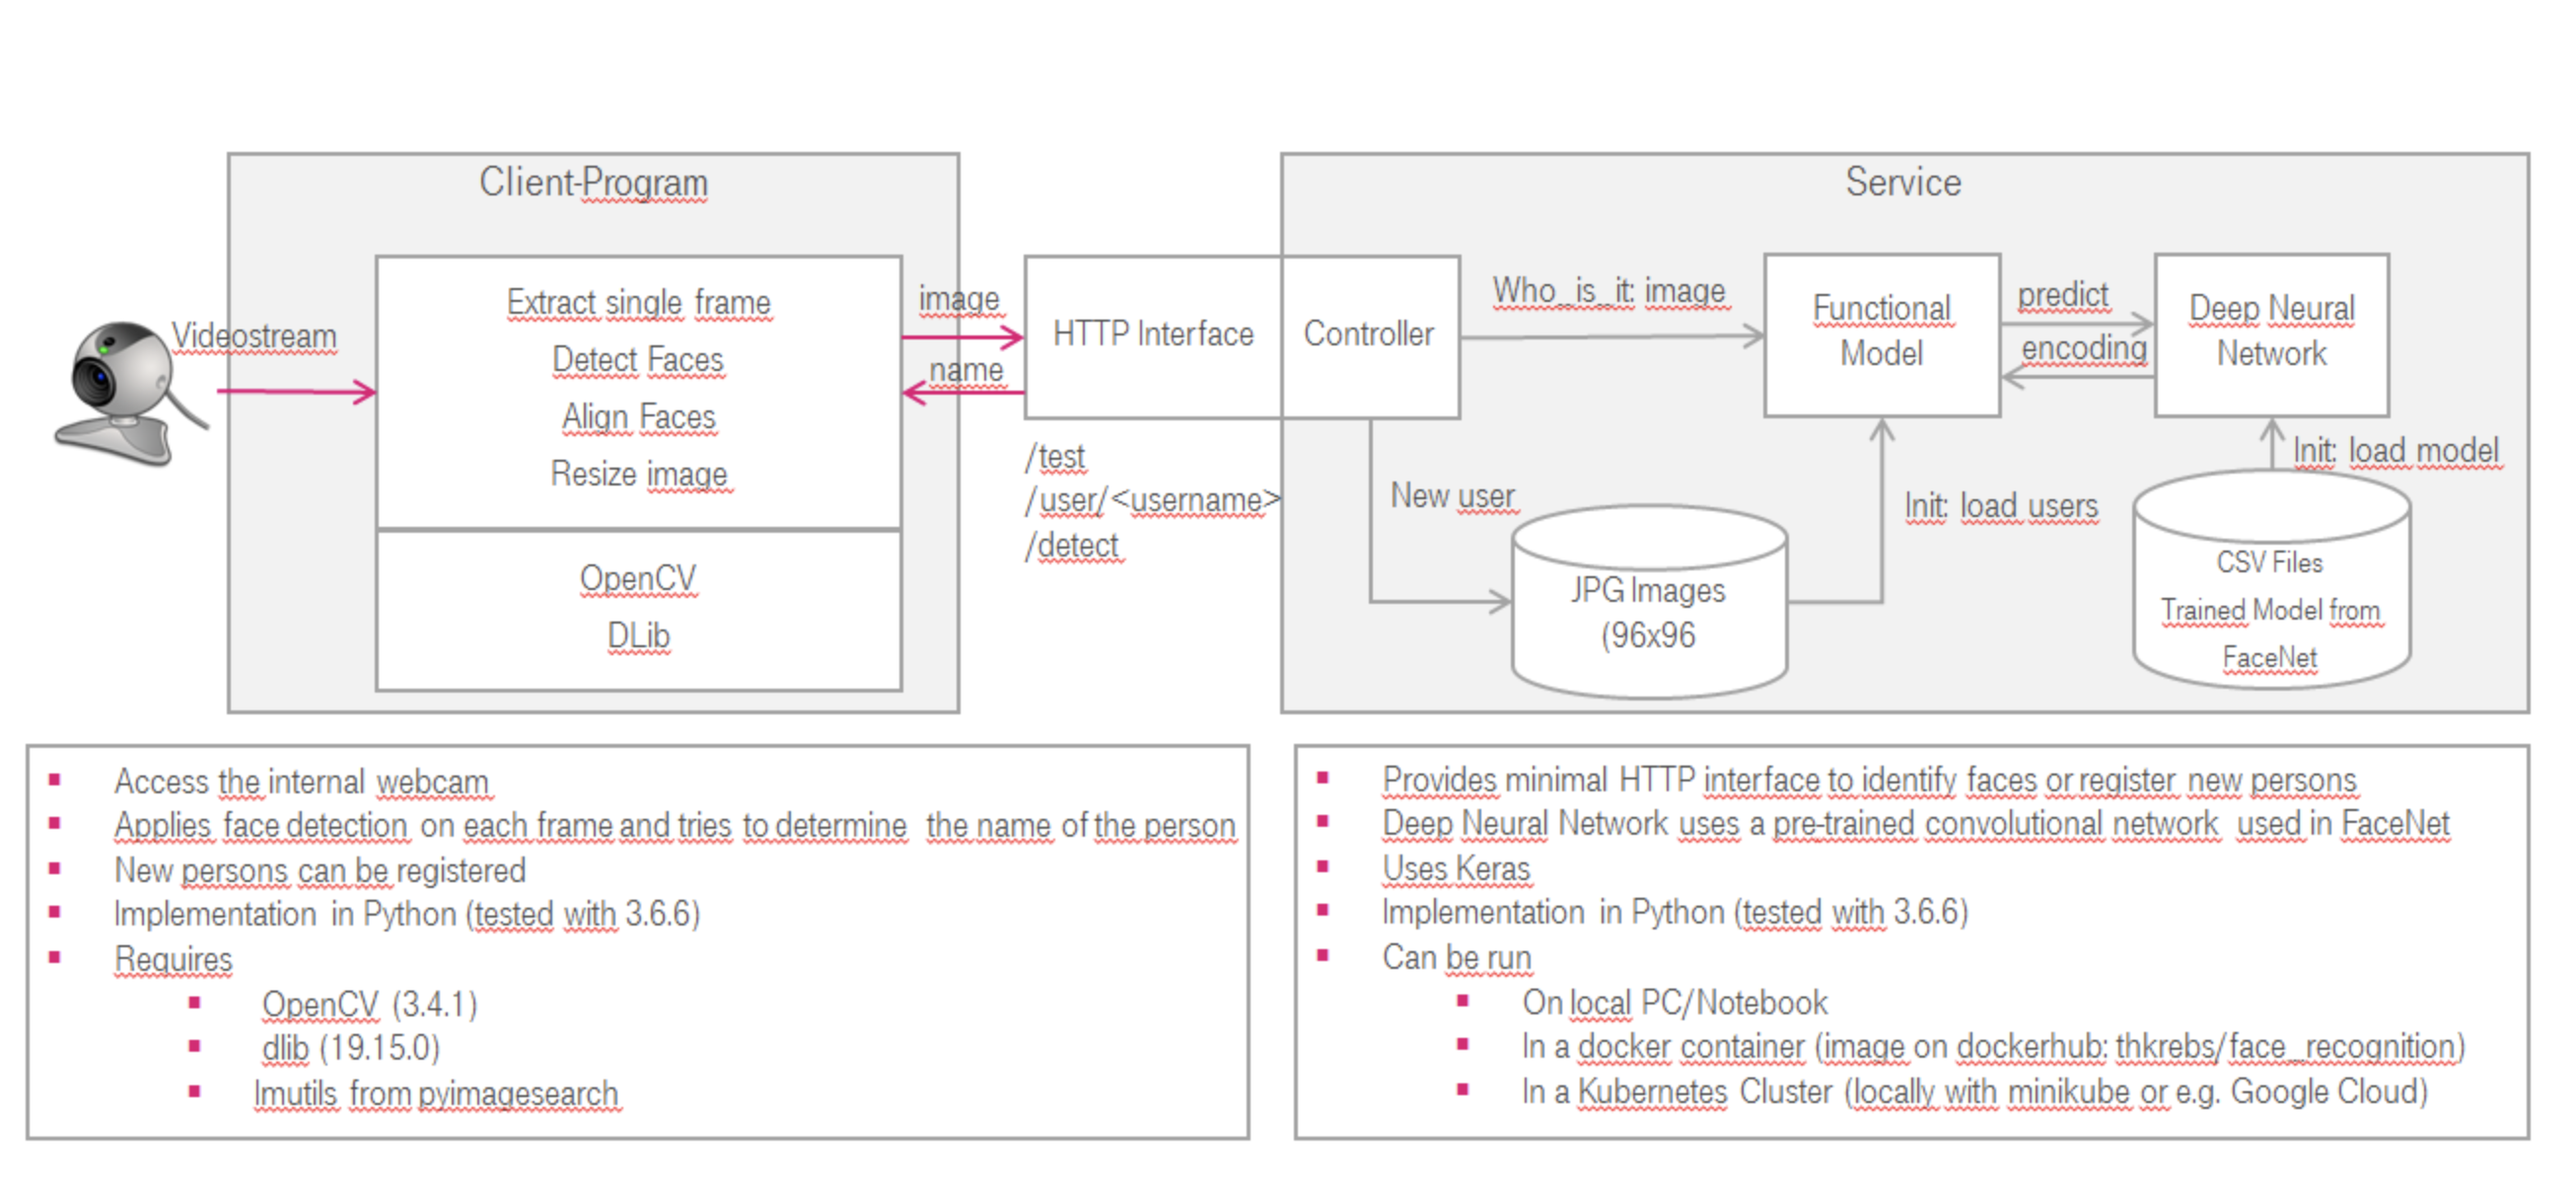 Client-Program
Videostream
Extract single frame
Detect Faces
Align Faces
Resize image
OpenCV
DLib
image
name
HTTP Interface
/test
/user/<username>
/detect
Service
Controller
Who_is_it: image
Functional
Model
predict
encoding
Deep Neural
Network
New user
JPG Images
(96x96
Init: load users
Init: load model
CSV Files
Trained Model from
FaceNet
Access the internal webcam
Applies face detection on each frame and tries to determine the name of the person
New persons can be registered
Implementation in Python (tested with 3.6.6)
Requires
OpenCV (3.4.1)
dlib (19.15.0)
Imutils from pyimagesearch
Provides minimal HTTP interface to identify faces or register new persons
Deep Neural Network uses a pre-trained convolutional network used in FaceNet
Uses Keras
Implementation in Python (tested with 3.6.6)
Can be run
On local PC/Notebook
In a docker container (image on dockerhub: thkrebs/face_recognition)
In a Kubernetes Cluster (locally with minikube or e.g. Google Cloud)